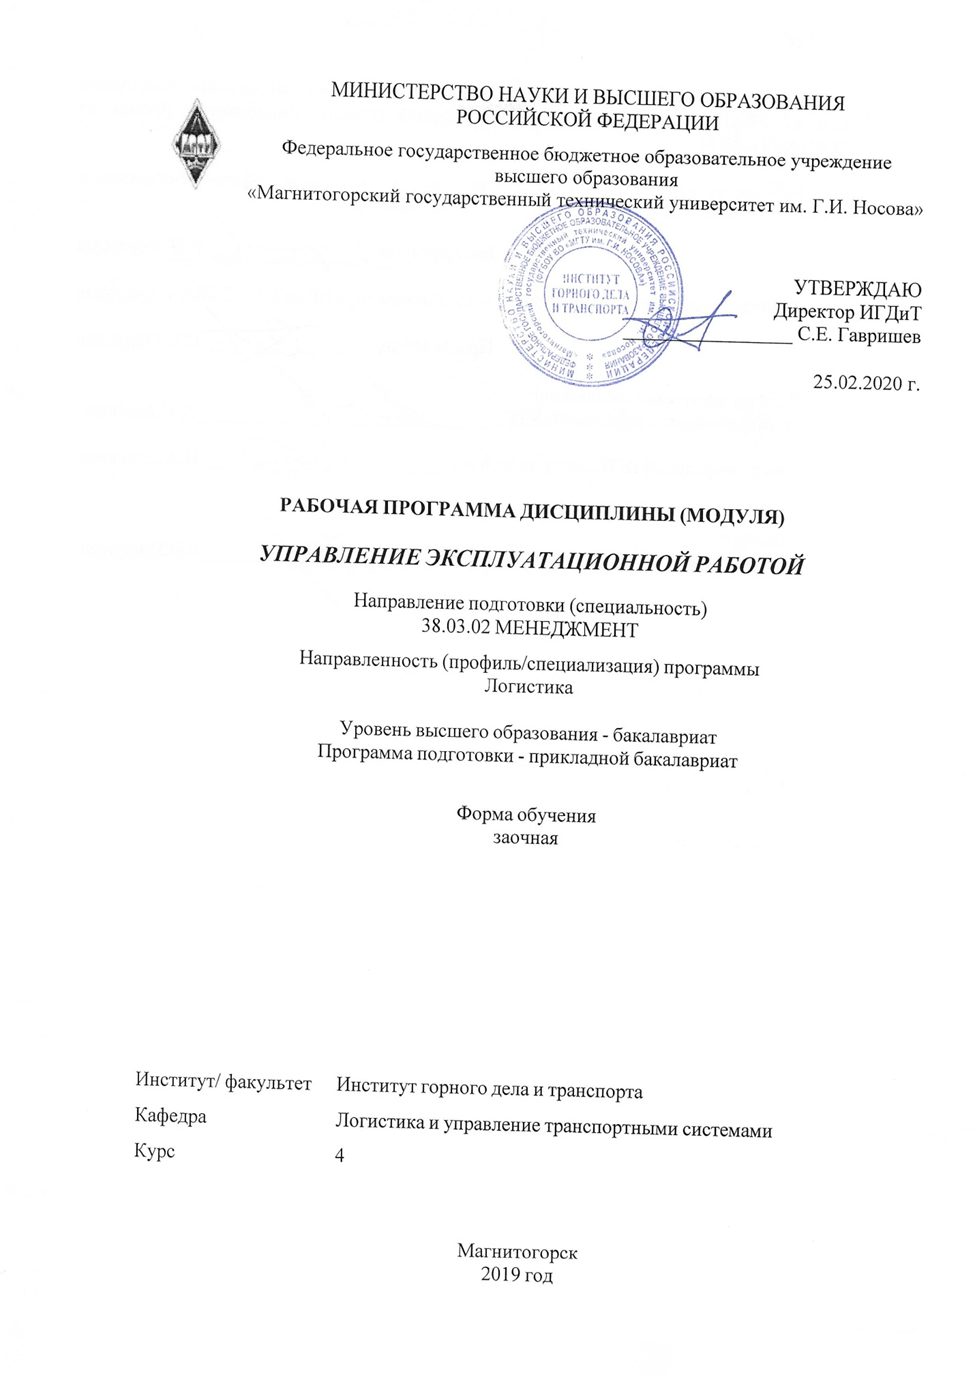 МИНИСТЕРСТВО НАУКИ И ВЫСШЕГО ОБРАЗОВАНИЯ
РОССИЙСКОЙ ФЕДЕРАЦИИ
Федеральное государственное бюджетное образовательное учреждение
высшего образования
«Магнитогорский государственный технический университет им. Г.И. Носова»
ИНСТИТУТ
ГОРНОГО ДЕЛА
И ТРАНСПОРТА
УТВЕРЖДАЮ
Директор ИГДиТ
С.Е. Гавришев
25.02.2020 г.
РАБОЧАЯ ПРОГРАММА ДИСЦИПЛИНЫ (МОДУЛЯ)
УПРАВЛЕНИЕ ЭКСПЛУАТАЦИОННОЙ РАБОТОЙ
Направление подготовки (специальность)
38.03.02 МЕНЕДЖМЕНТ
Направленность (профиль/специализация) программы
Логистика
Уровень высшего образования - бакалавриат
Программа подготовки - прикладной бакалавриат
Форма обучения
заочная
Институт/ факультет Институт горного дела и транспорта
Кафедра Логистика и управление транспортными системами
Курс 4
Магнитогорск
2019 год